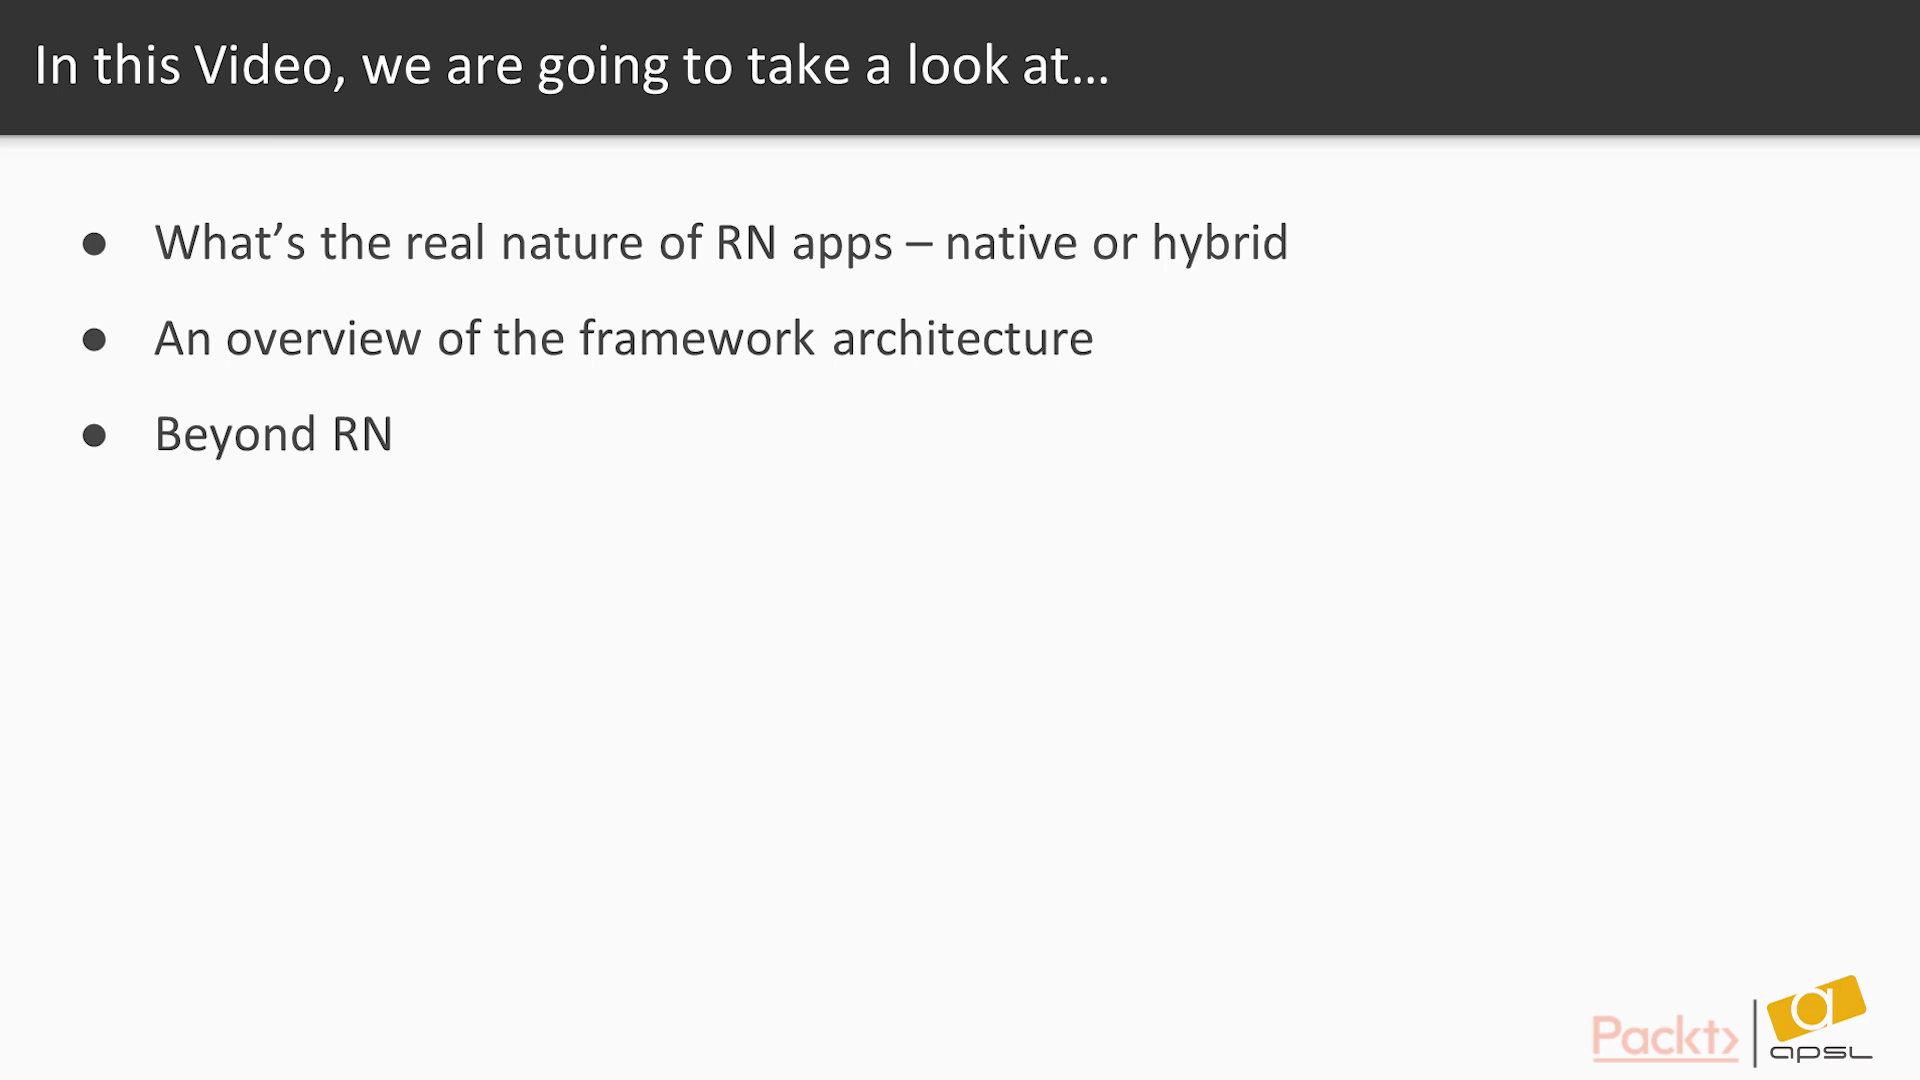 In this Video, we are going to take a look at...
● What’s the real nature of RN apps – native or hybrid
● An overview of the framework architecture
● Beyond RN
Packt>
a
apsl